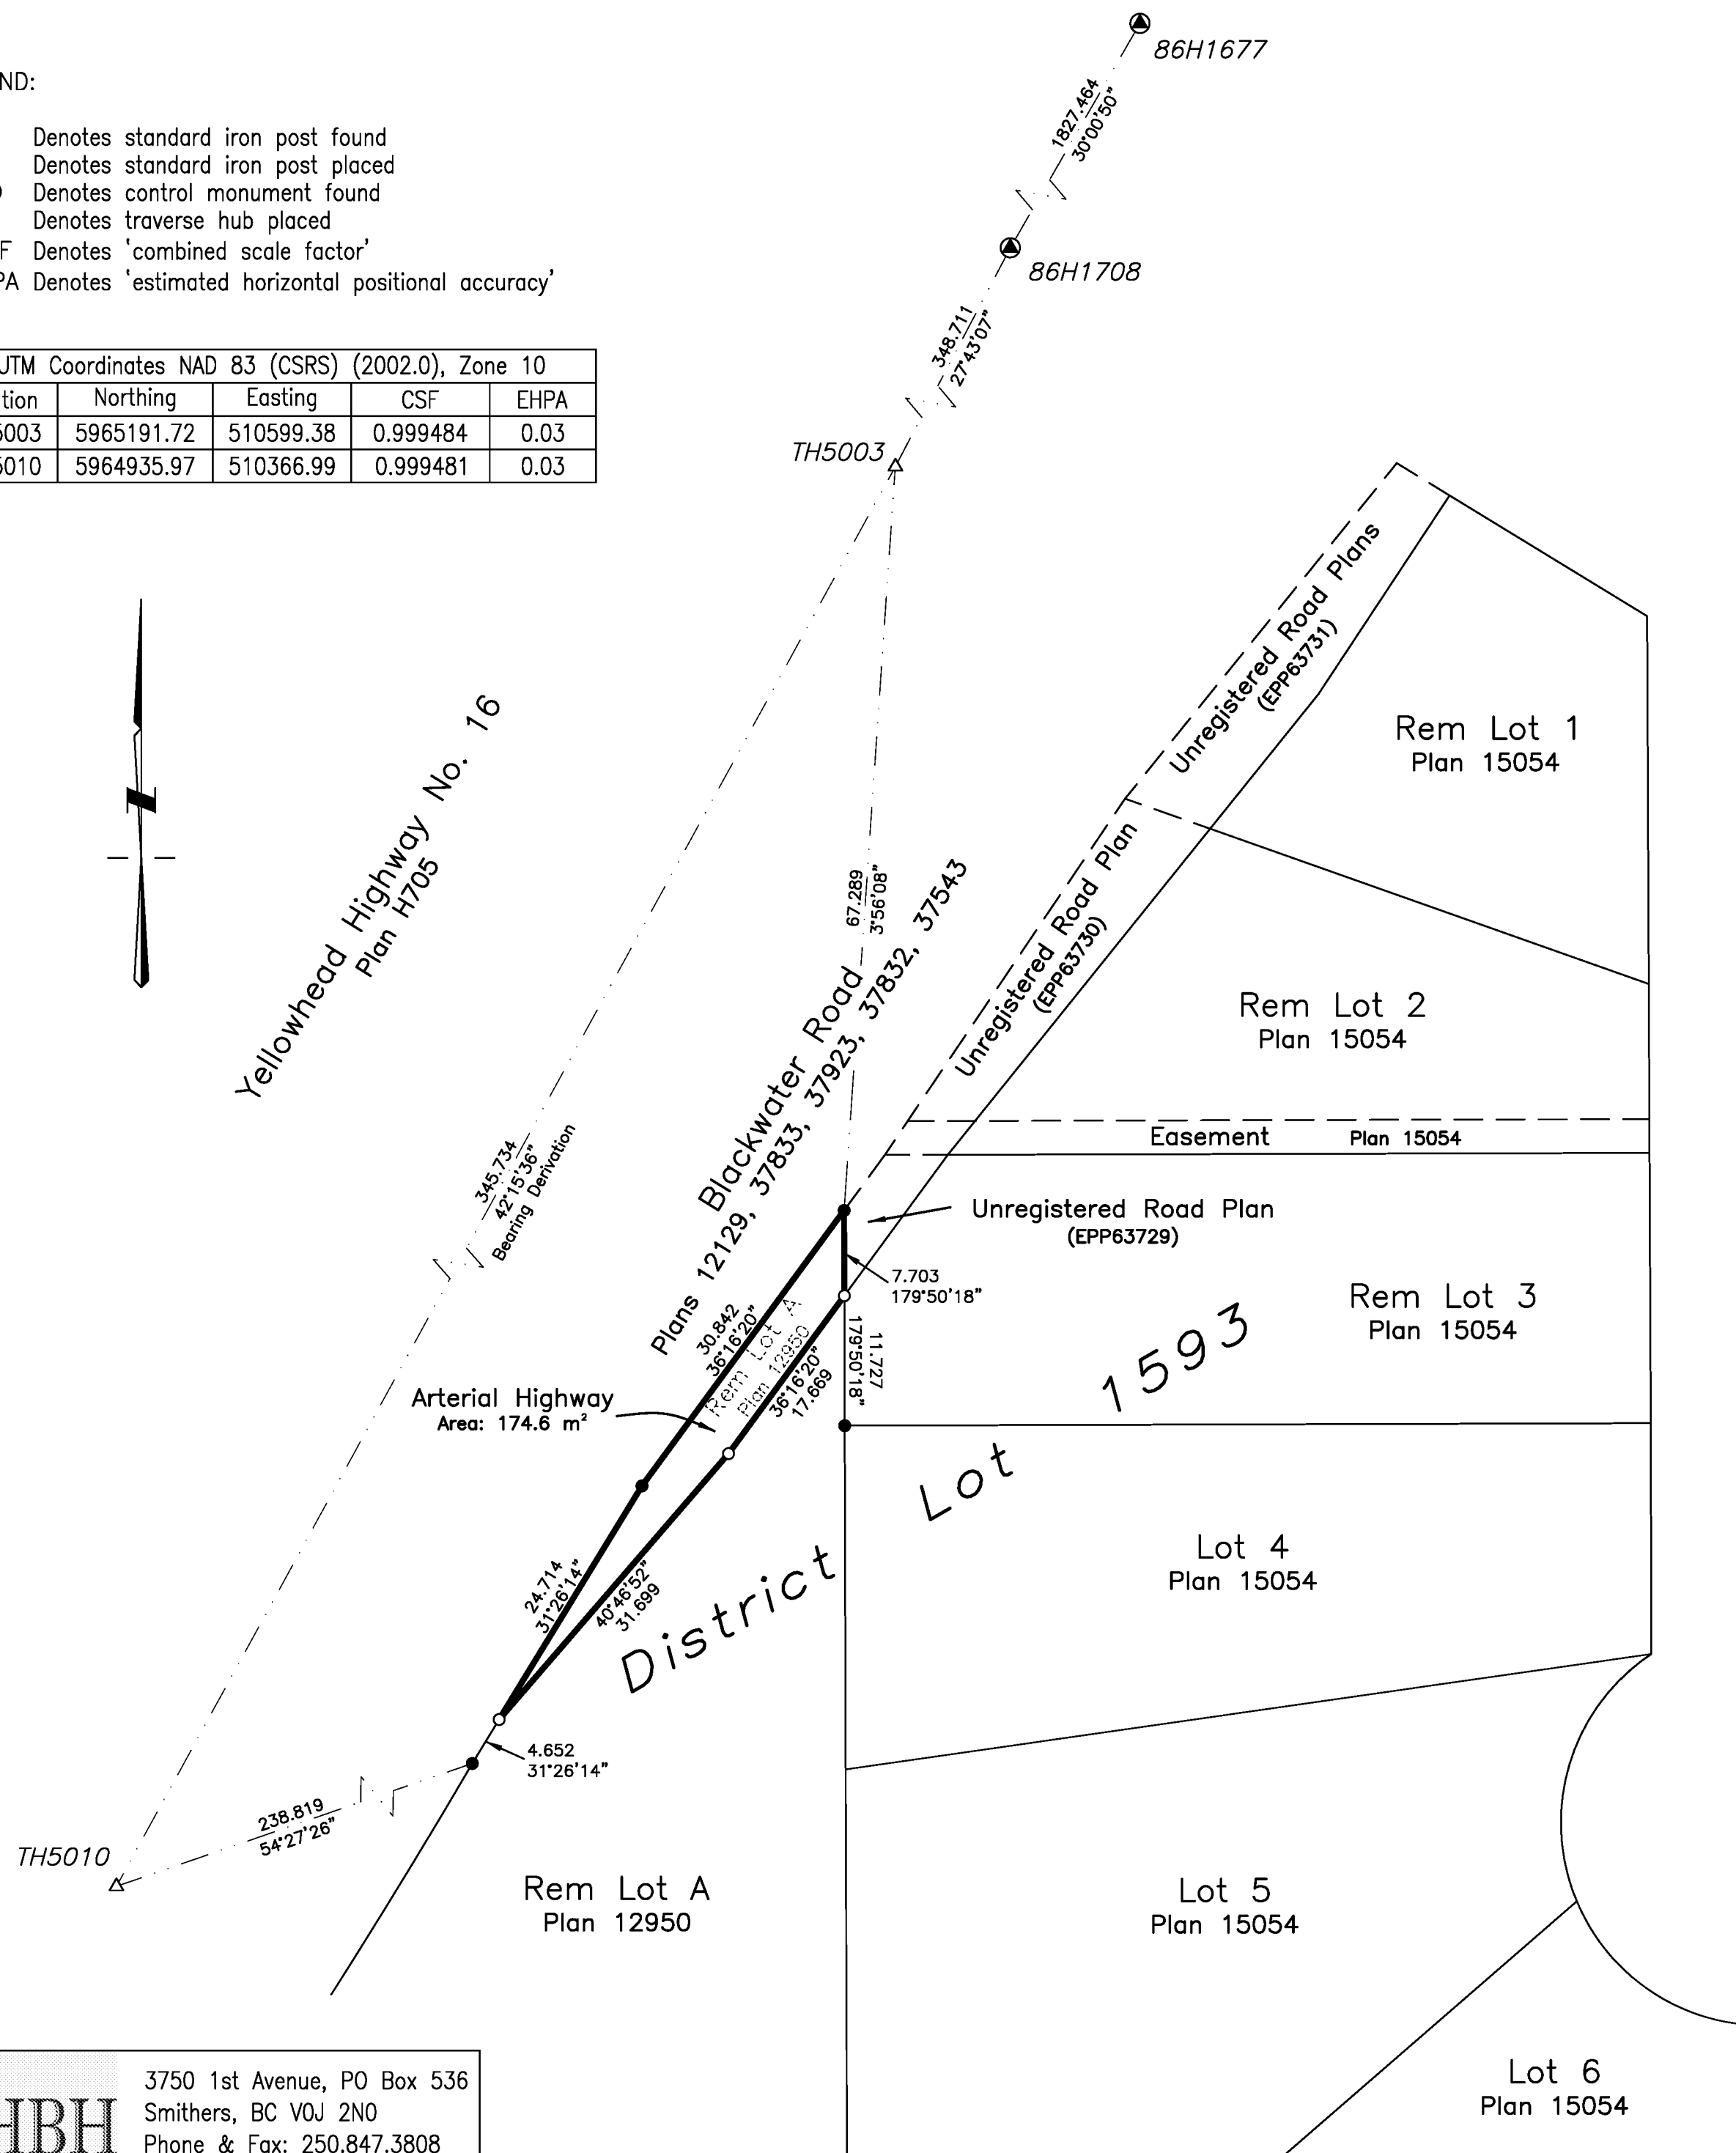 86H1677
ND:
1827.464
30°00'50"
Denotes standard iron post found
Denotes standard iron post placed
Denotes control monument found
Denotes traverse hub placed
F Denotes 'combined scale factor'
PA Denotes 'estimated horizontal positional accuracy'
86H1708
348.711
27°43'07"
UTM Coordinates NAD 83 (CSRS) (2002.0), Zone 10
tion Northing Easting CSF EHPA
5003 5965191.72 510599.38 0.999484 0.03
5010 5964935.97 510366.99 0.999481 0.03
TH5003
Unregistered Road Plans
(EPP63731)
Rem Lot 1
Plan 15054
Yellowhead Highway No. 16
Plan H705
67.289
3°56'08"
Unregistered Road Plan
(EPP63730)
Rem Lot 2
Plan 15054
Blackwater Road
Plans 12129, 37833, 37923, 37832, 37543
Easement Plan 15054
345.734
42°15'36"
Bearing Derivation
Unregistered Road Plan
(EPP63729)
7.703
179°50'18"
Rem Lot 3
Plan 15054
30.842
36°16'20"
Rem Lot A
Plan 12950
36°16'20"
17.669
11.727
179°50'18"
Arterial Highway
Area: 174.6 m²
District Lot 1593
24.714
31°26'14"
40°46'52"
31.699
Lot 4
Plan 15054
4.652
31°26'14"
238.819
54°27'26"
TH5010
Rem Lot A
Plan 12950
Lot 5
Plan 15054
Lot 6
Plan 15054
HBH
3750 1st Avenue, PO Box 536
Smithers, BC V0J 2N0
Phone & Fax: 250.847.3808